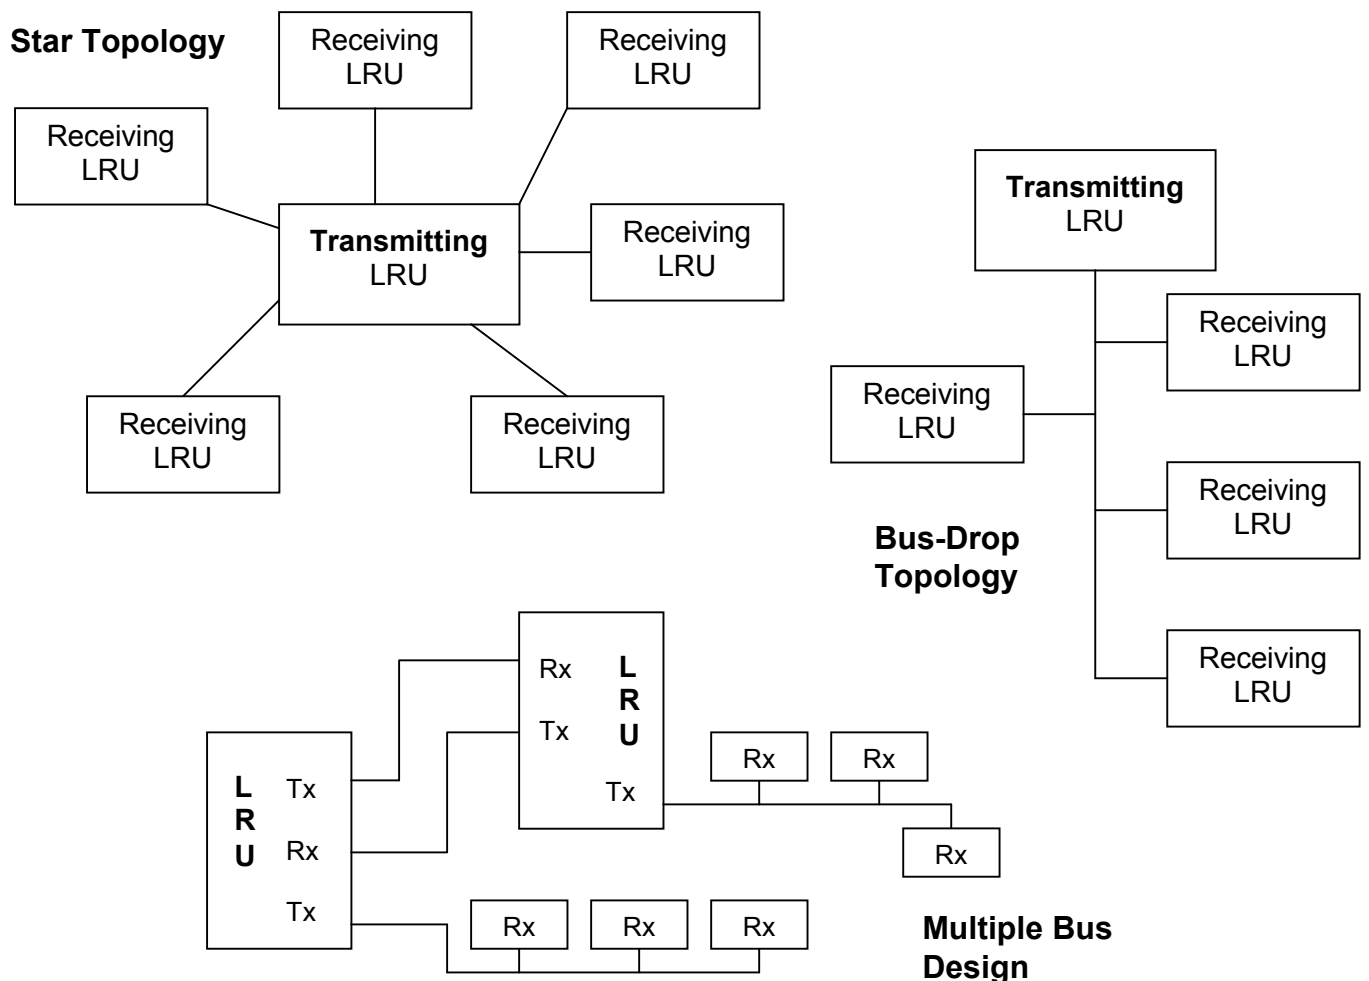 Star Topology
Receiving
LRU
Receiving
LRU
Receiving
LRU
Transmitting
LRU
Receiving
LRU
Receiving
LRU
Receiving
LRU
Transmitting
LRU
Receiving
LRU
Receiving
LRU
Receiving
LRU
Receiving
LRU
Bus-Drop
Topology
L
R
U
Tx
Rx
Tx
Rx
Tx
L
R
U
Tx
Rx
Rx
Rx
Rx
Rx
Rx
Multiple Bus
Design